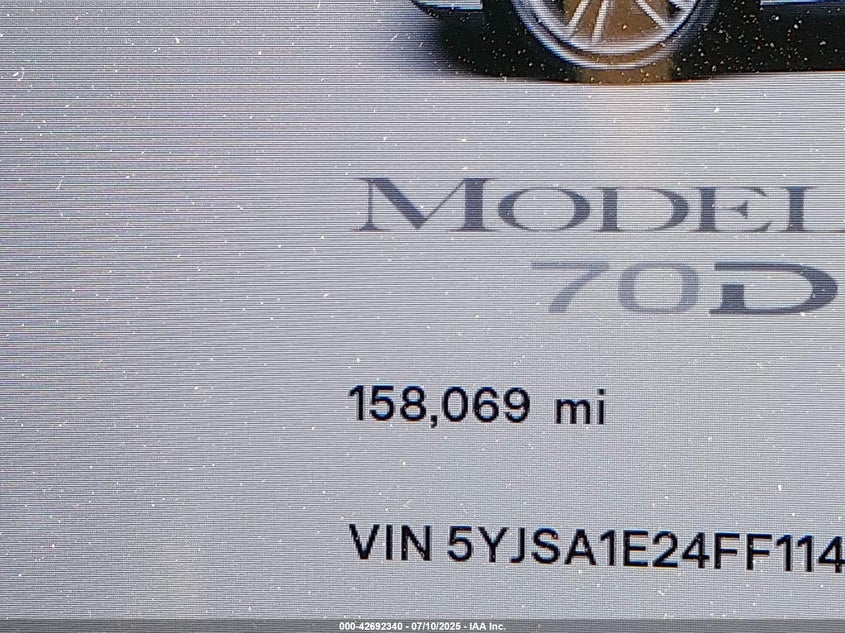 MODEL
70D
158,069 mi
VIN 5YJSA1E24FF114
000-42692340 - 07/10/2025 - IAA Inc.